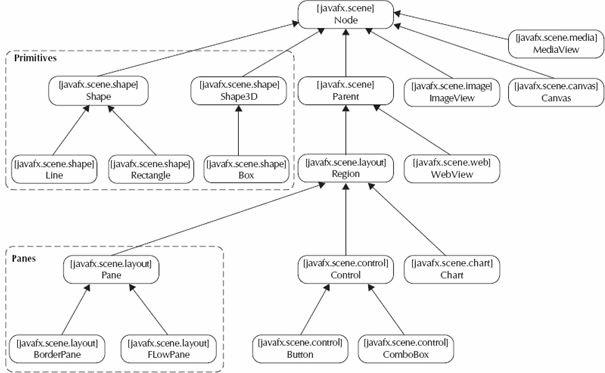 [javafx.scene]
Node
[javafx.scene.media]
MediaView
Primitives
[javafx.scene.shape]
Shape
[javafx.scene.shape]
Shape3D
[javafx.scene]
Parent
[javafx.scene.image]
ImageView
[javafx.scene.canvas]
Canvas
[javafx.scene.shape]
Line
[javafx.scene.shape]
Rectangle
[javafx.scene.shape]
Box
[javafx.scene.layout]
Region
[javafx.scene.web]
WebView
Panes
[javafx.scene.layout]
Pane
[javafx.scene.control]
Control
[javafx.scene.chart]
Chart
[javafx.scene.layout]
BorderPane
[javafx.scene.layout]
FLowPane
[javafx.scene.control]
Button
[javafx.scene.control]
ComboBox